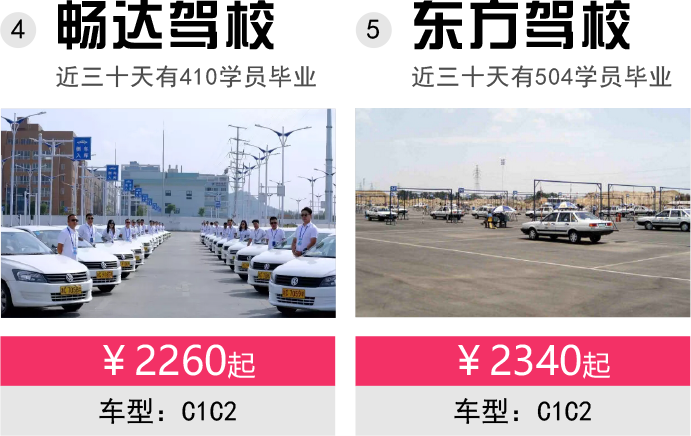 4 畅达驾校
近三十天有410学员毕业
¥2260起
车型：C1C2
5 东方驾校
近三十天有504学员毕业
¥2340起
车型：C1C2